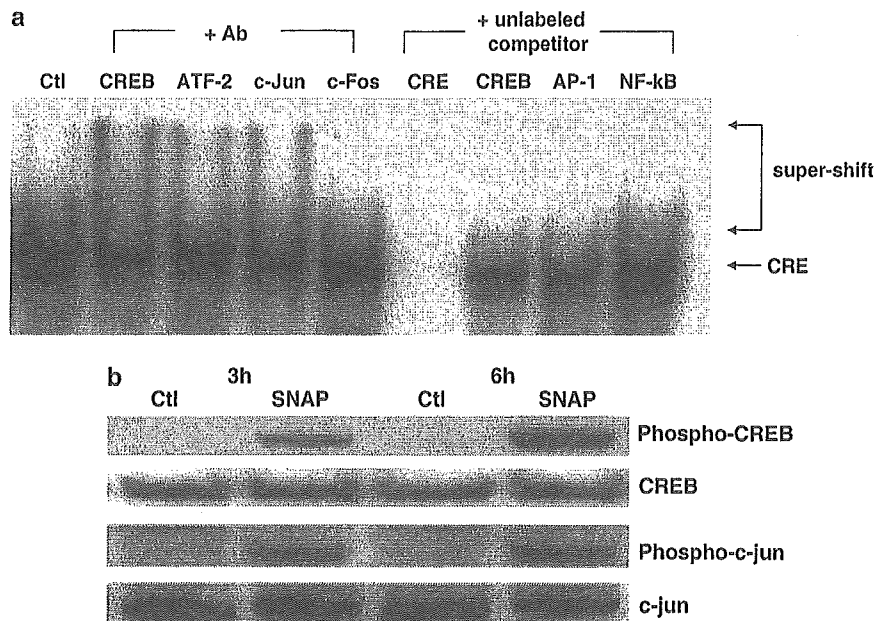 a
+ Ab
+ unlabeled
competitor
Ctl CREB ATF-2 c-Jun c-Fos CRE CREB AP-1 NF-kB
super-shift
CRE
b 3h 6h
Ctl SNAP Ctl SNAP
Phospho-CREB
CREB
Phospho-c-jun
c-jun